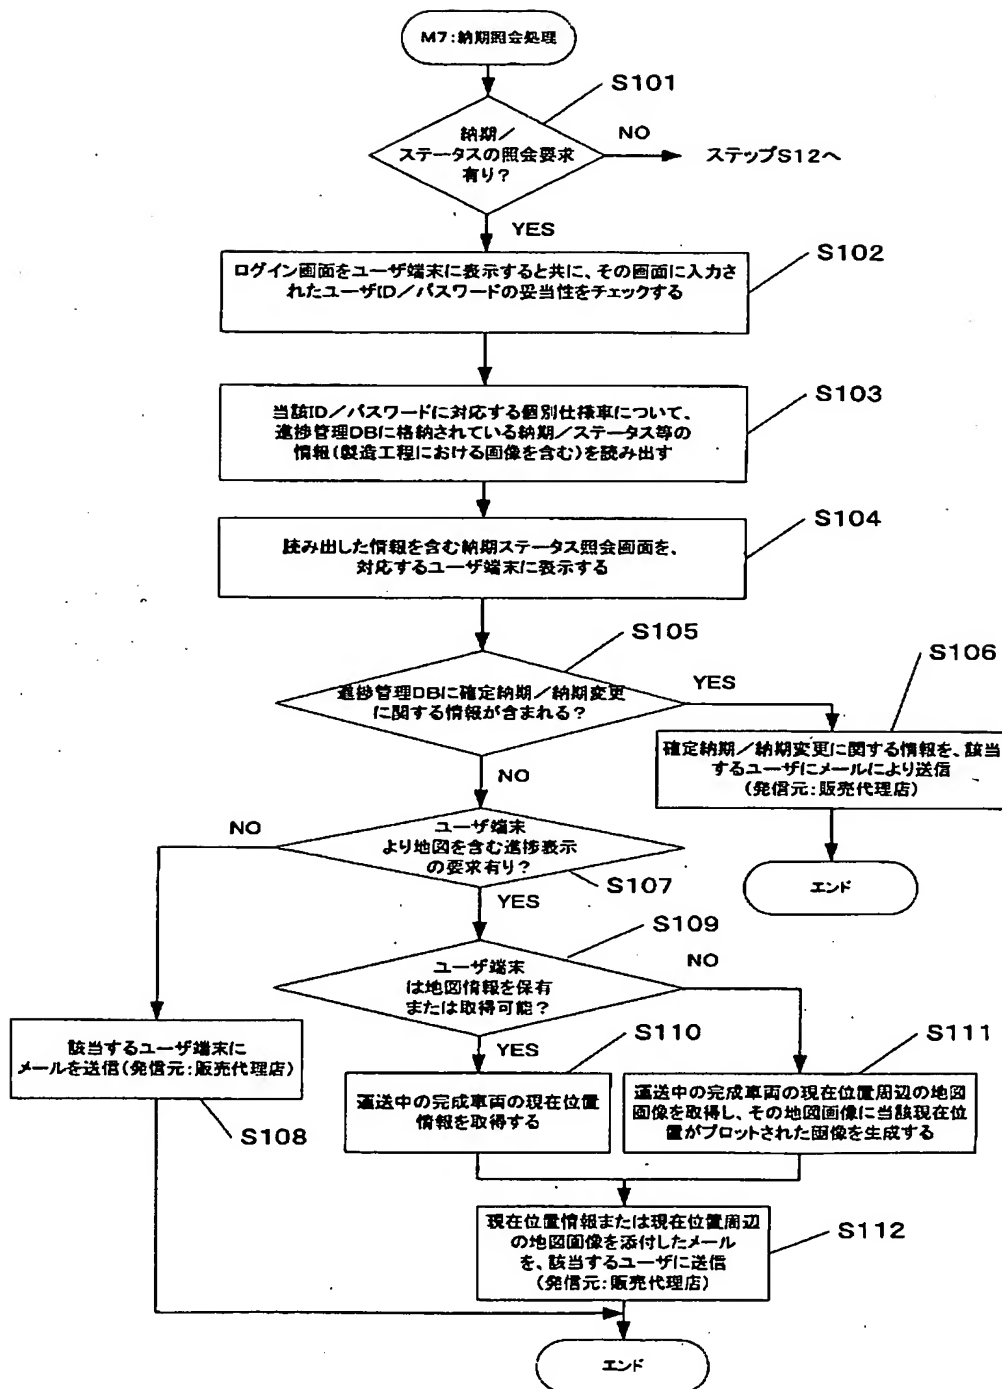 M7:納期照会処理
S101
納期／
ステータスの照会要求
有り？
NO
ステップS12へ
YES
S102
ログイン画面をユーザ端末に表示すると共に、その画面に入力さ
れたユーザID／パスワードの妥当性をチェックする
S103
当該ID／パスワードに対応する個別仕様車について、
進捗管理DBに格納されている納期／ステータス等の
情報(製造工程における画像を含む)を読み出す
S104
読み出した情報を含む納期ステータス照会画面を、
対応するユーザ端末に表示する
S105
進捗管理DBに確定納期／納期変更
に関する情報が含まれる？
YES
S106
確定納期／納期変更に関する情報を、該当
するユーザにメールにより送信
(発信元：販売代理店)
エンド
NO
ユーザ端末
より地図を含む進捗表示
の要求有り？
NO
S107
YES
S109
ユーザ端末
は地図情報を保有
または取得可能？
NO
該当するユーザ端末に
メールを送信(発信元：販売代理店)
S108
YES
S110
運送中の完成車両の現在位置
情報を取得する
S111
運送中の完成車両の現在位置周辺の地図
画像を取得し、その地図画像に当該現在位
置がプロットされた画像を生成する
現在位置情報または現在位置周辺
の地図画像を添付したメール
を、該当するユーザに送信
(発信元：販売代理店)
S112
エンド